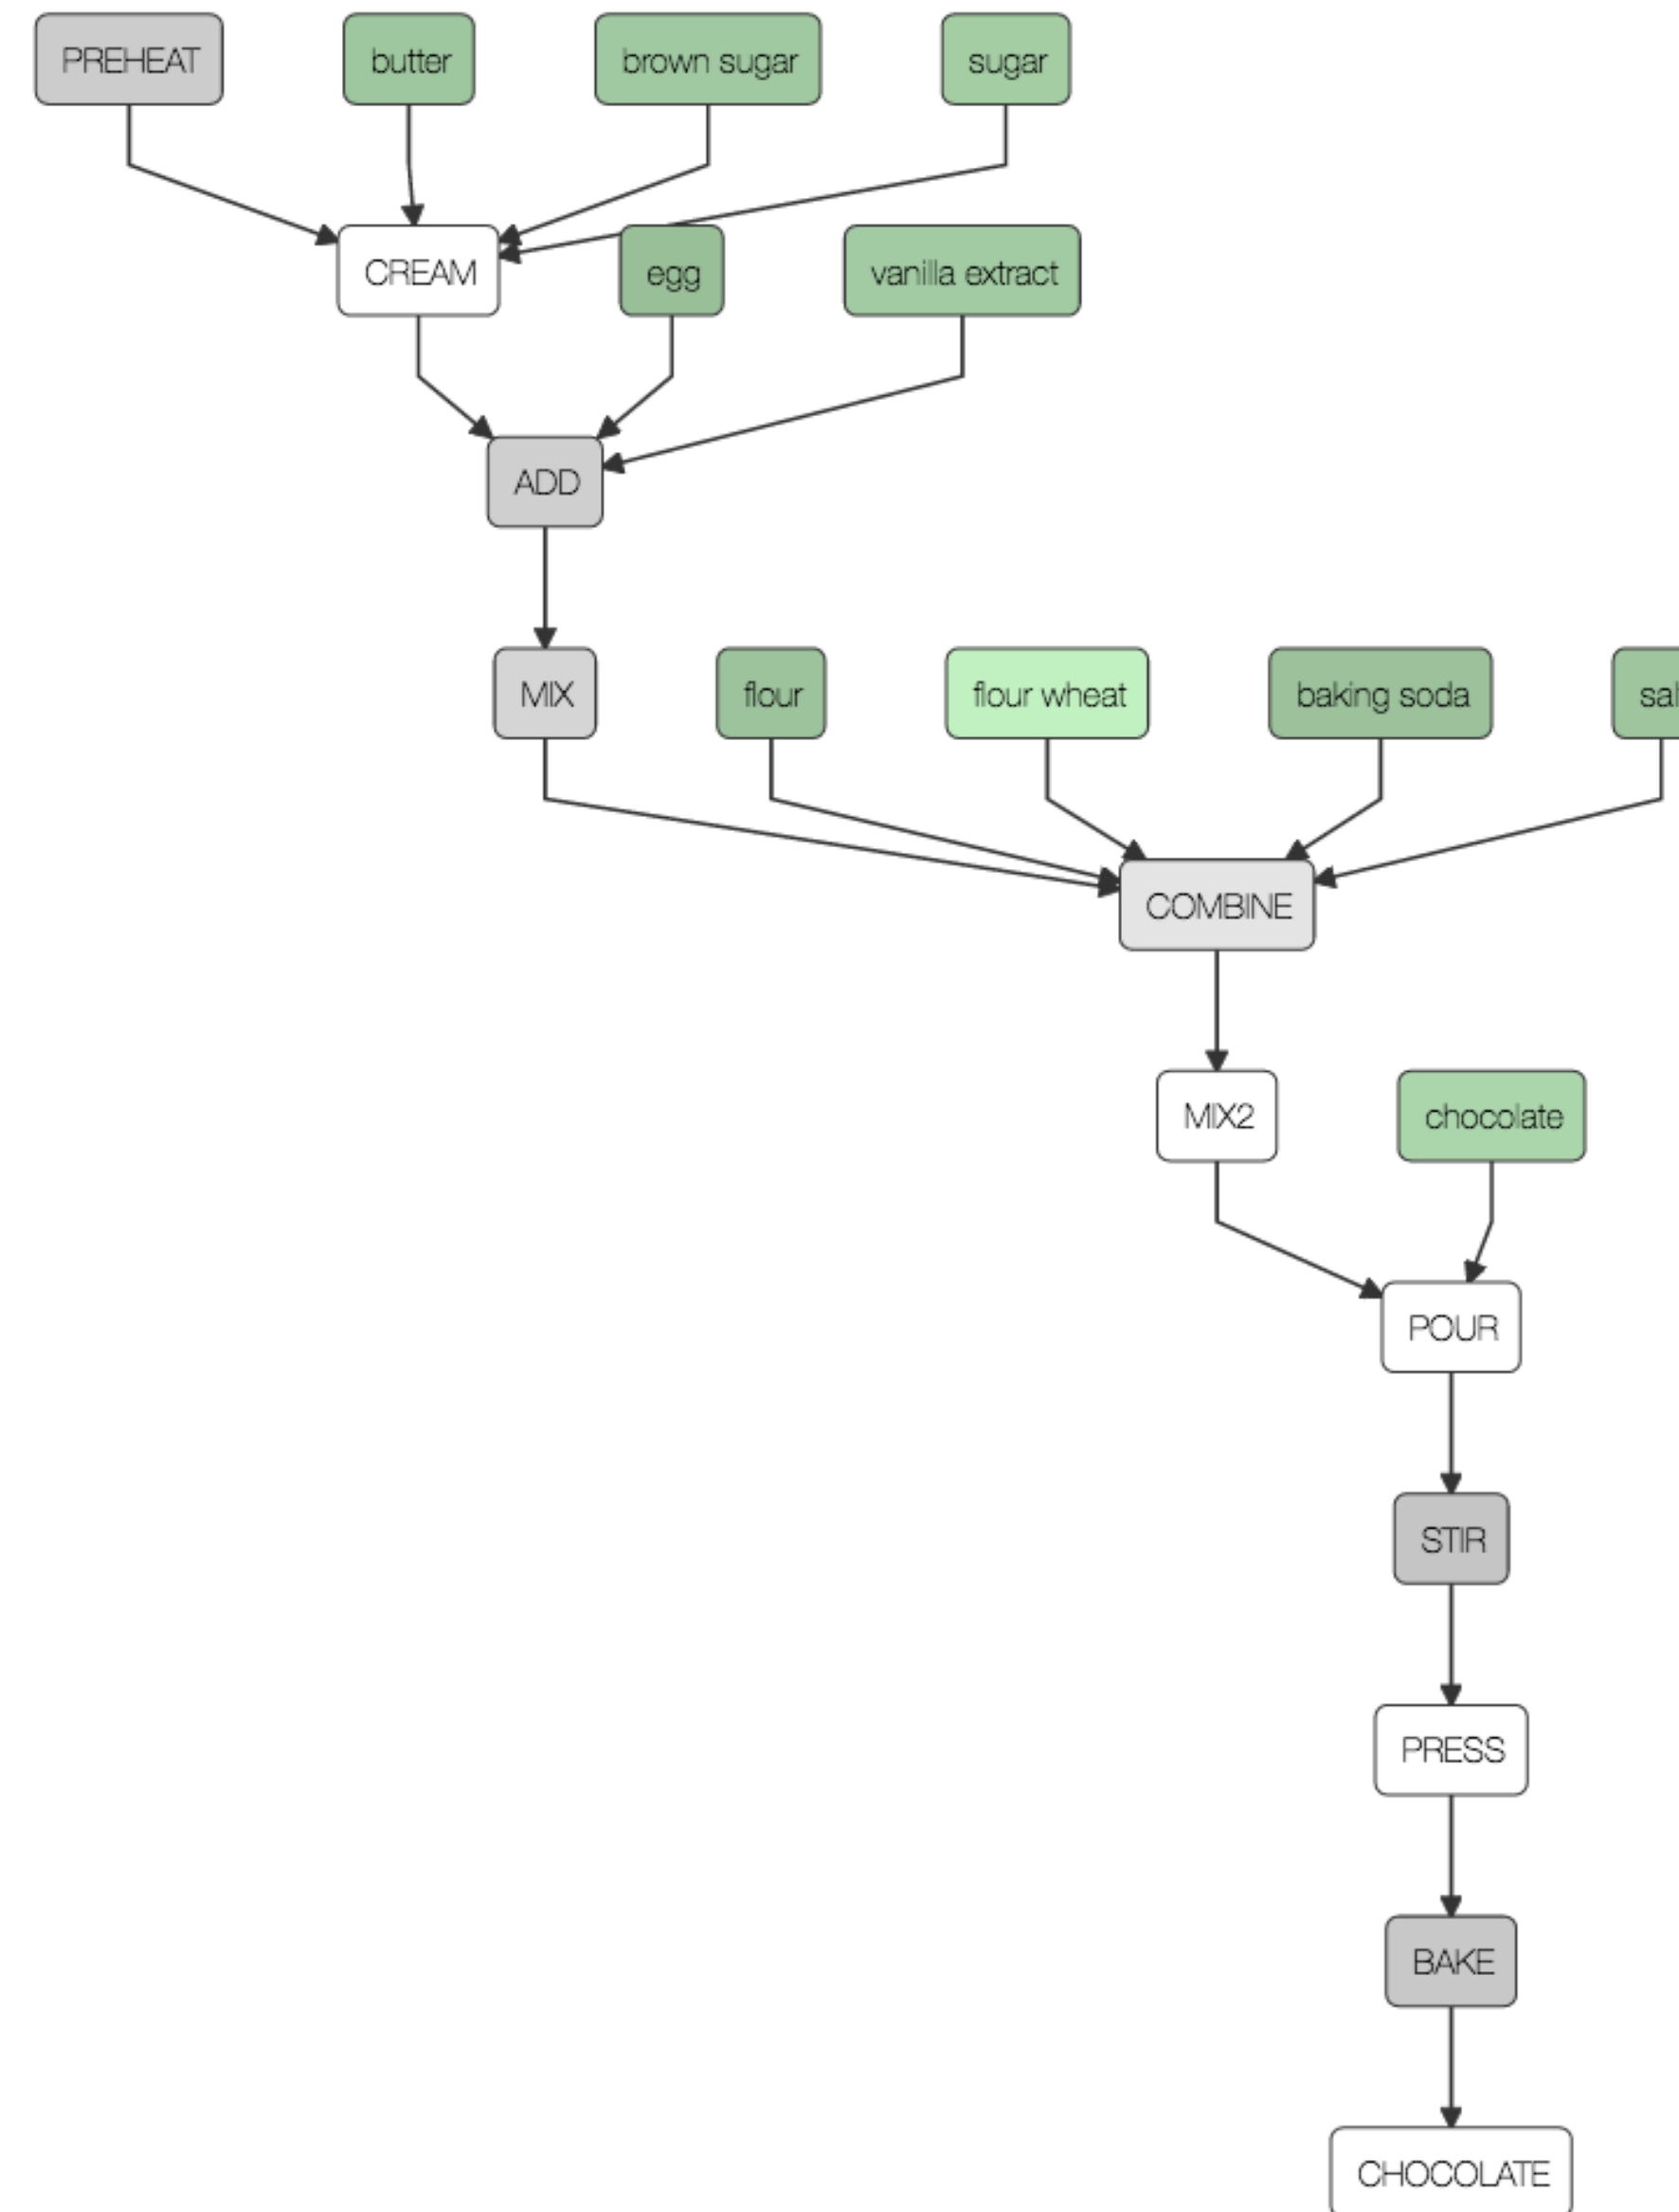 PREHEAT
butter
brown sugar
sugar
CREAM
egg
vanilla extract
ADD
MIX
flour
flour wheat
baking soda
COMBINE
MIX2
chocolate
POUR
STIR
PRESS
BAKE
CHOCOLATE